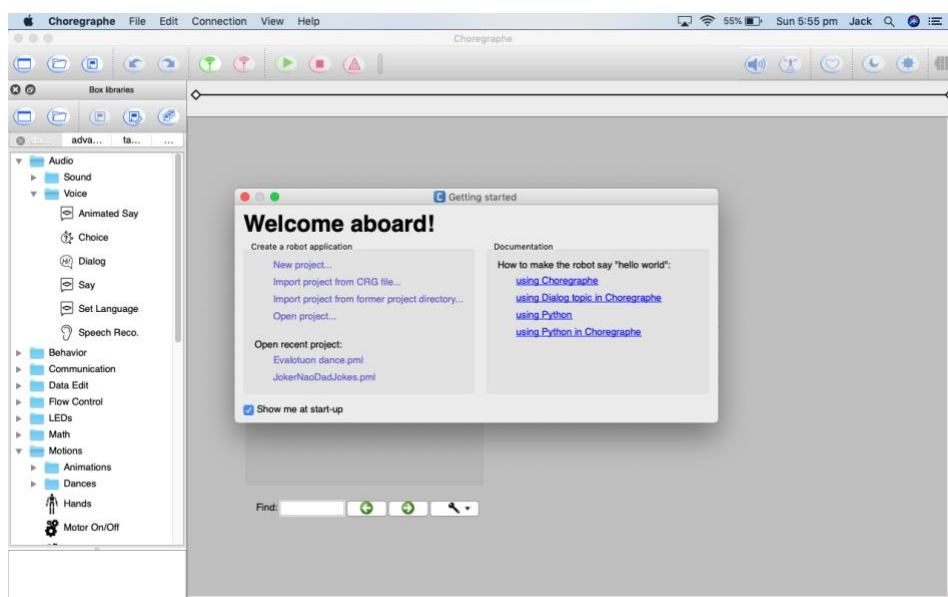 Choregraphe File Edit Connection View Help 55% Sun 5:55 pm Jack
Choregraphe
Box libraries
adva... ta... ...
Audio
Sound
Voice
Animated Say
Choice
Dialog
Say
Set Language
Speech Reco.
Behavior
Communication
Data Edit
Flow Control
LEDs
Math
Motions
Animations
Dances
Hands
Motor On/Off
Getting started
Welcome aboard!
Create a robot application
New project...
Import project from CRG file...
Import project from former project directory...
Open project...
Open recent project:
Evalotuon dance.pml
JokerNaoDadJokes.pml
Documentation
How to make the robot say "hello world":
using Choregraphe
using Dialog topic in Choregraphe
using Python
using Python in Choregraphe
Show me at start-up
Find: